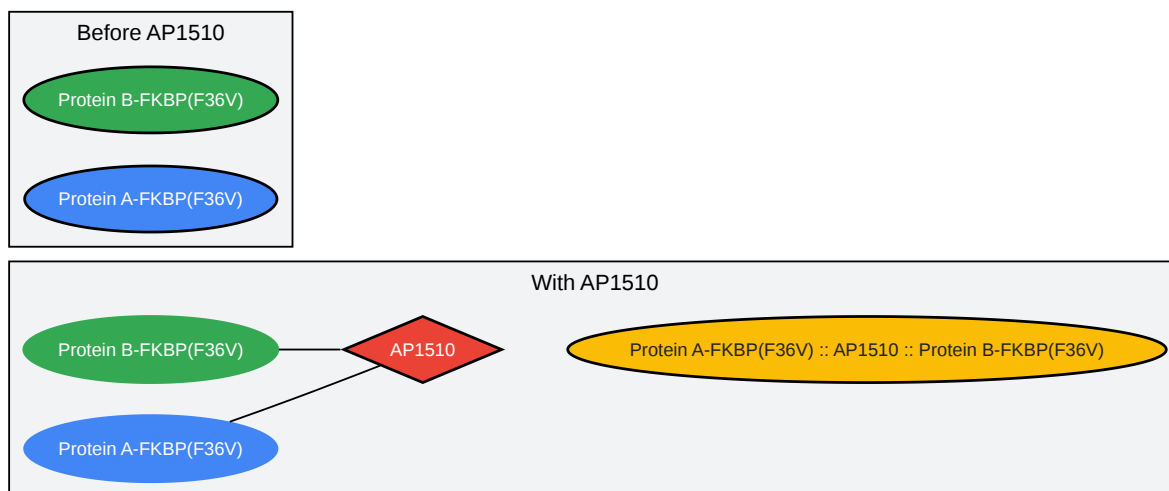 Before AP1510
Protein B-FKBP(F36V)
Protein A-FKBP(F36V)
With AP1510
Protein B-FKBP(F36V)
AP1510
Protein A-FKBP(F36V) :: AP1510 :: Protein B-FKBP(F36V)
Protein A-FKBP(F36V)